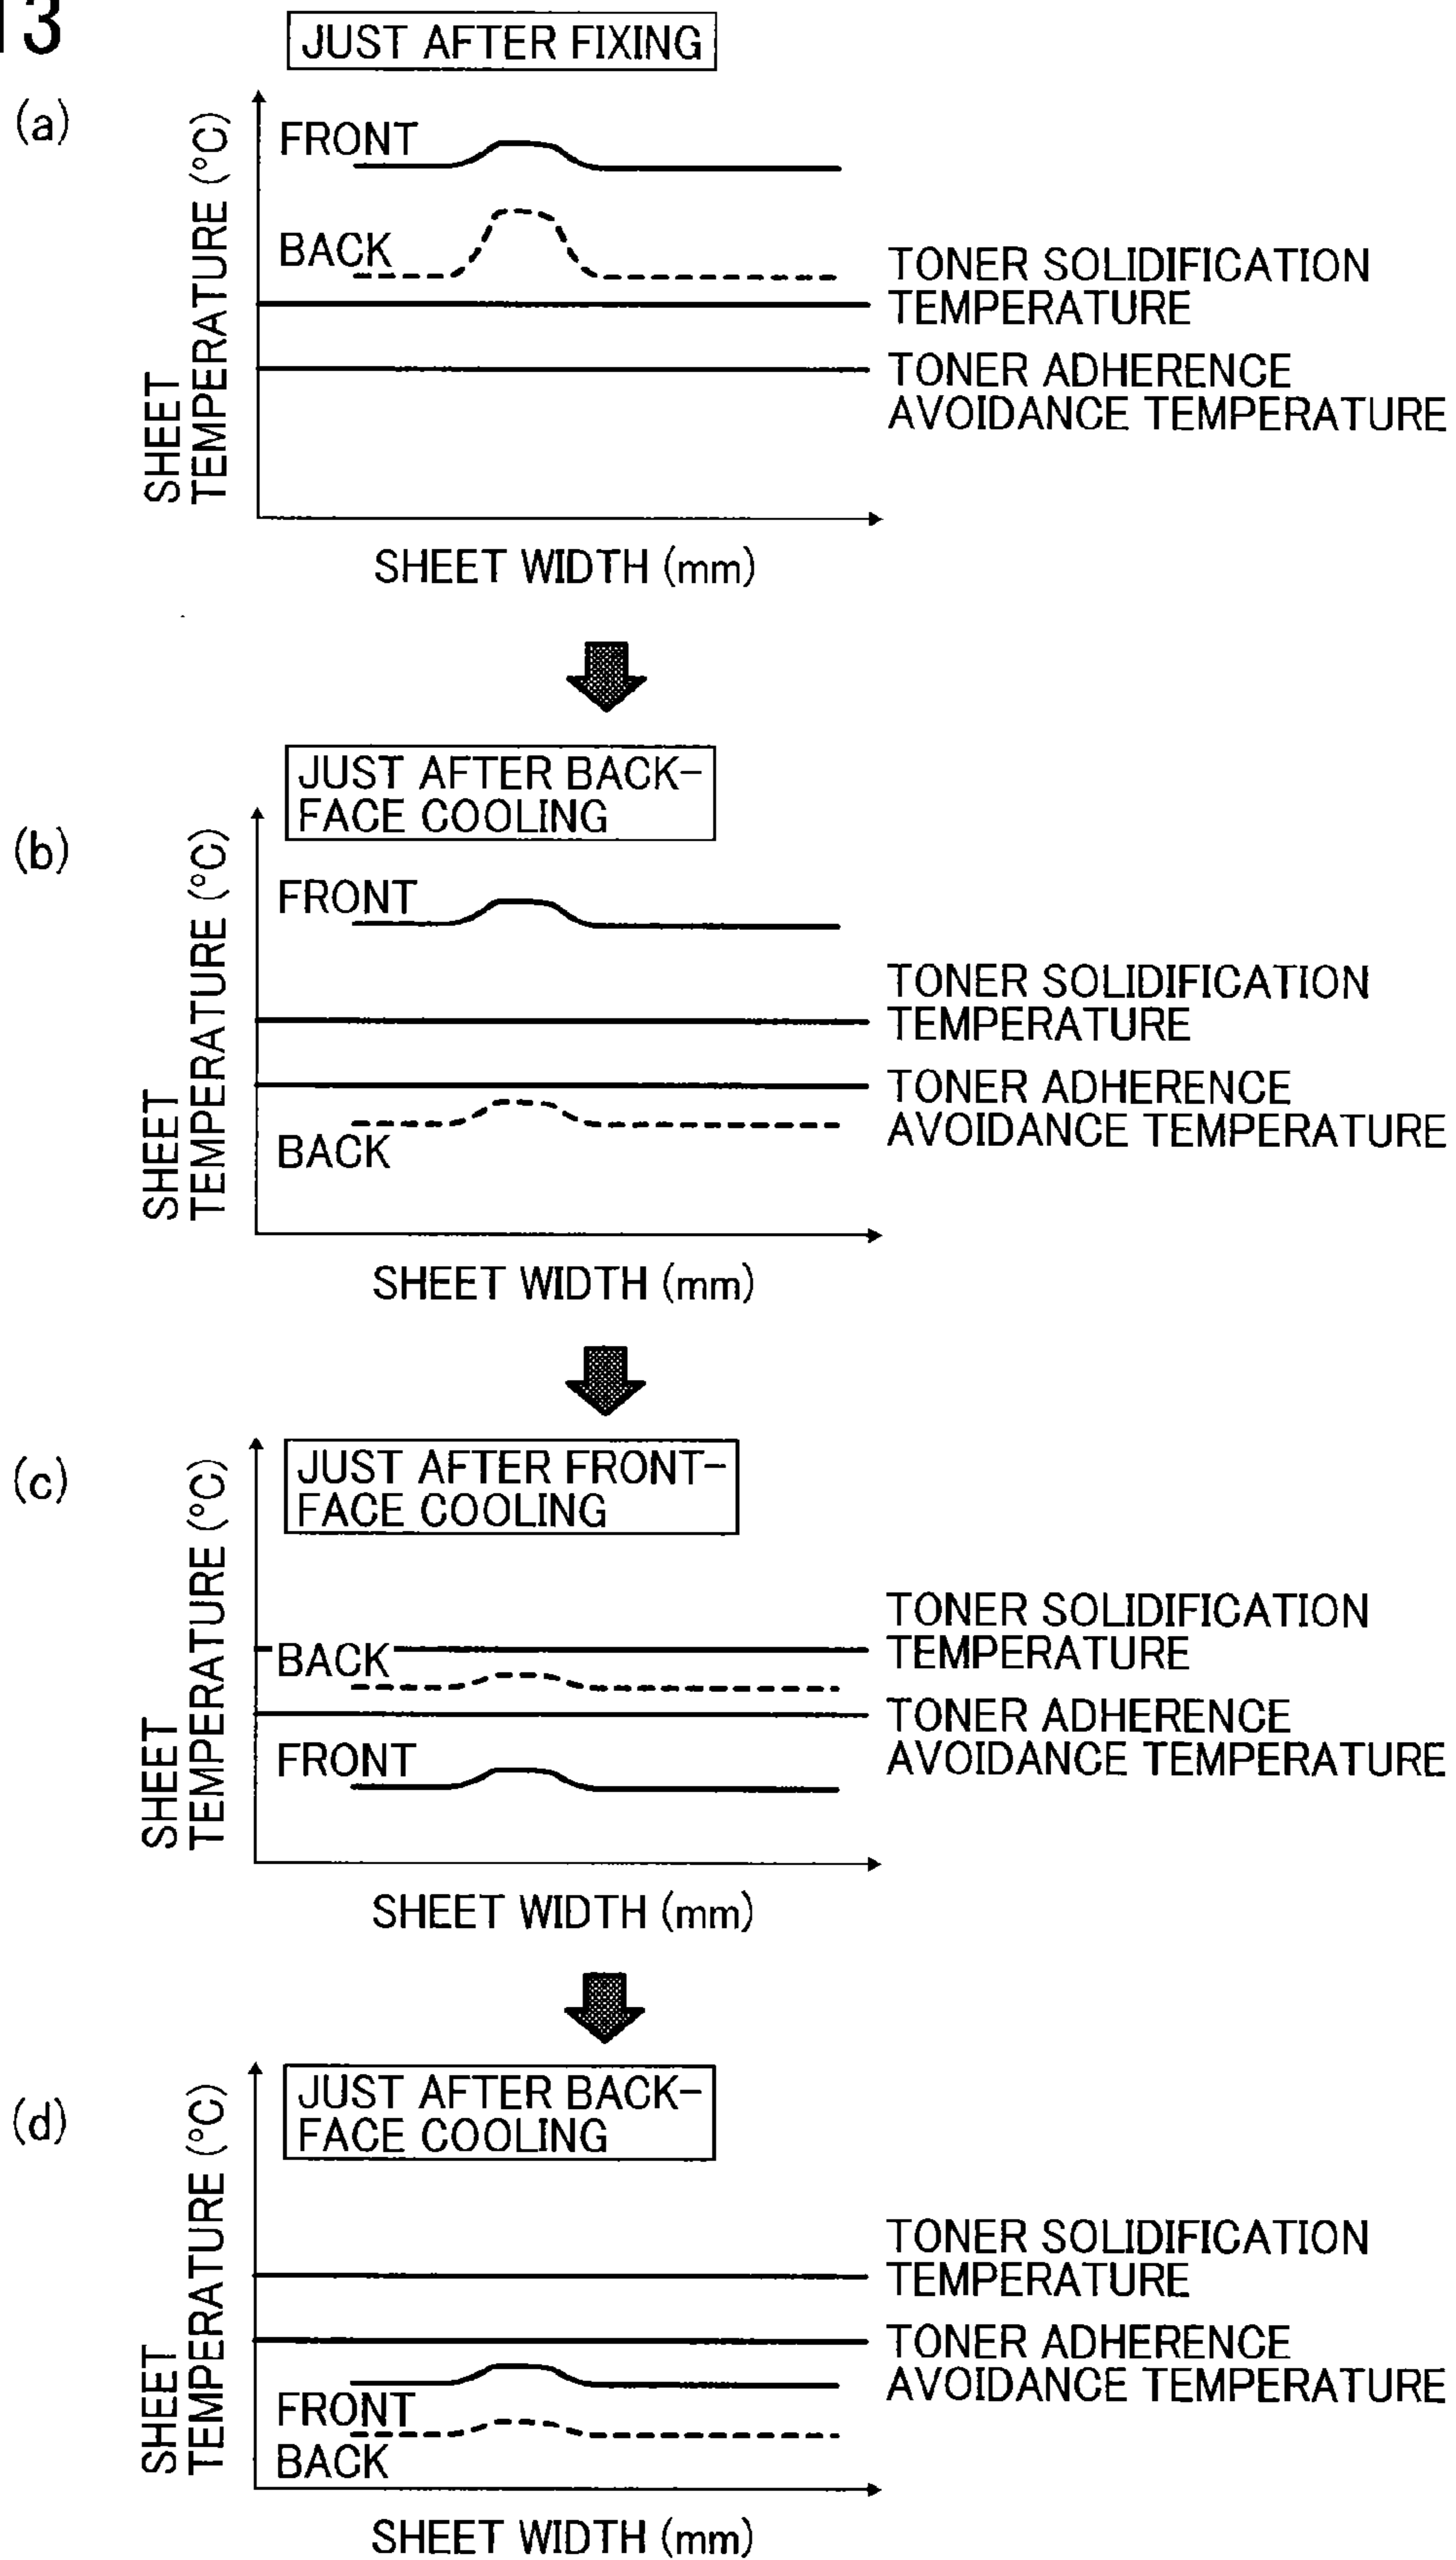 13
JUST AFTER FIXING
(a)
SHEET
TEMPERATURE (°C)
FRONT
BACK
TONER SOLIDIFICATION
TEMPERATURE
TONER ADHERENCE
AVOIDANCE TEMPERATURE
SHEET WIDTH (mm)
JUST AFTER BACK-
FACE COOLING
(b)
SHEET
TEMPERATURE (°C)
FRONT
TONER SOLIDIFICATION
TEMPERATURE
TONER ADHERENCE
AVOIDANCE TEMPERATURE
BACK
SHEET WIDTH (mm)
JUST AFTER FRONT-
FACE COOLING
(c)
SHEET
TEMPERATURE (°C)
TONER SOLIDIFICATION
TEMPERATURE
BACK
TONER ADHERENCE
AVOIDANCE TEMPERATURE
FRONT
SHEET WIDTH (mm)
JUST AFTER BACK-
FACE COOLING
(d)
SHEET
TEMPERATURE (°C)
TONER SOLIDIFICATION
TEMPERATURE
TONER ADHERENCE
AVOIDANCE TEMPERATURE
FRONT
BACK
SHEET WIDTH (mm)